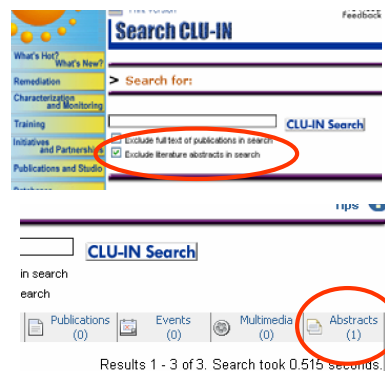 Feedback
Search CLU-IN
What's Hot?
What's New?
Remediation
> Search for:
Characterization
and Monitoring
Training
CLU-IN Search
Initiatives
and Partnerships
Exclude full text of publications in search
Exclude literature abstracts in search
Publications and Studio
Tips
CLU-IN Search
in search
earch
Publications
(0)
Events
(0)
Multimedia
(0)
Abstracts
(1)
Results 1 - 3 of 3. Search took 0.515 seconds.